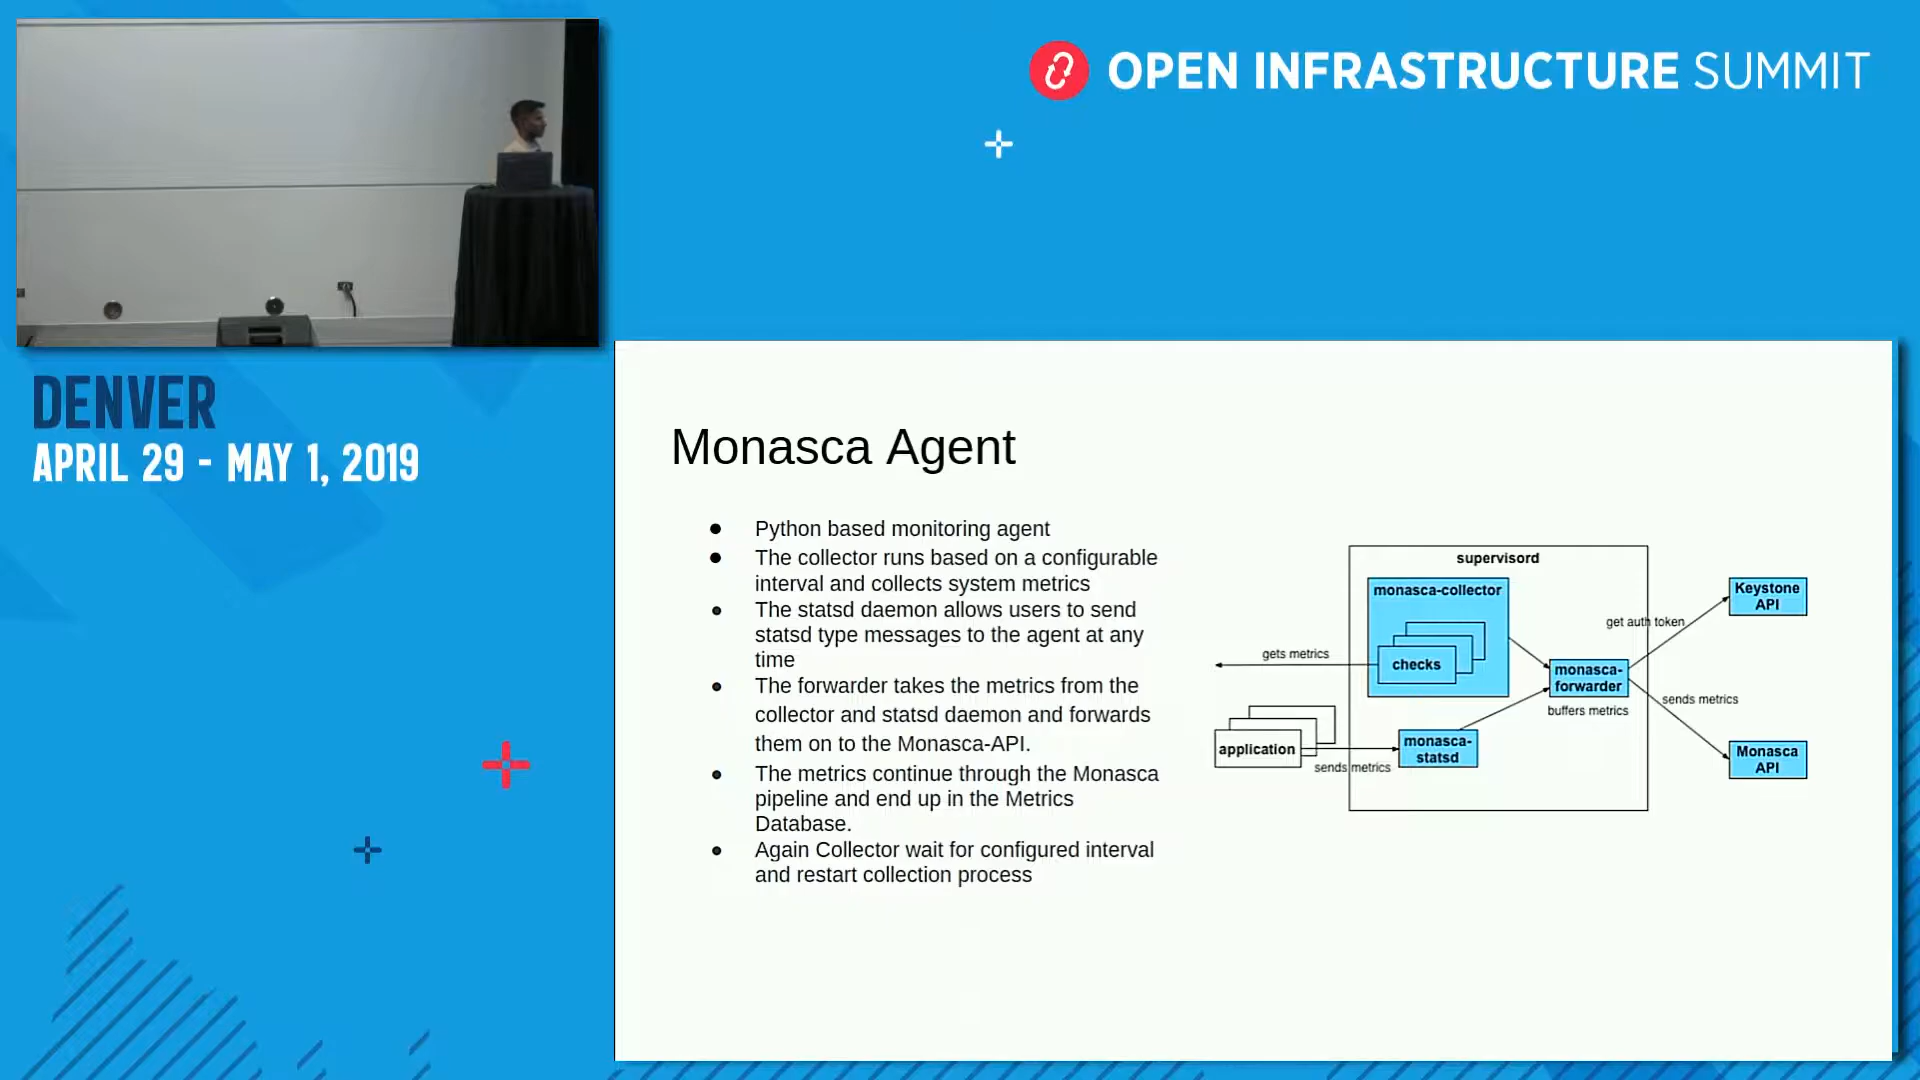 OPEN INFRASTRUCTURE SUMMIT
DENVER
APRIL 29 - MAY 1, 2019
Monasca Agent
● Python based monitoring agent
● The collector runs based on a configurable
interval and collects system metrics
● The statsd daemon allows users to send
statsd type messages to the agent at any
time
● The forwarder takes the metrics from the
collector and statsd daemon and forwards
them on to the Monasca-API.
● The metrics continue through the Monasca
pipeline and end up in the Metrics
Database.
● Again Collector wait for configured interval
and restart collection process
supervisord
monasca-collector
checks
gets metrics
application
sends metrics
monasca-
statsd
monasca-
forwarder
buffers metrics
get auth token
Keystone
API
sends metrics
Monasca
API